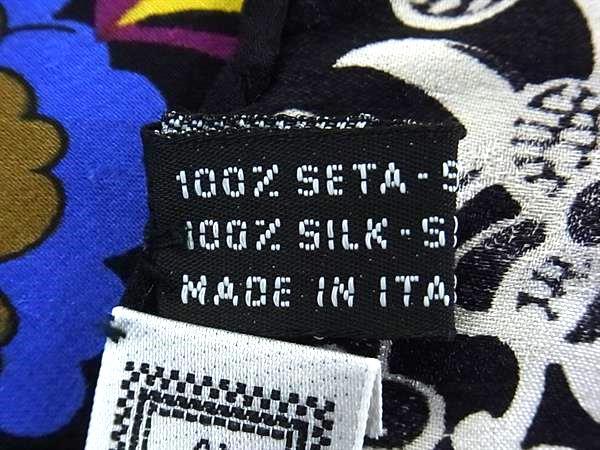 100% SETA - S
100% SILK - S
MADE IN ITA